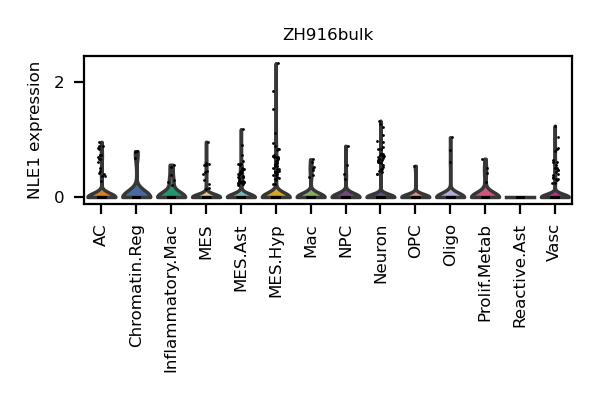 ZH916bulk
NLE1 expression
2
0
AC
Chromatin.Reg
Inflammatory.Mac
MES
MES.Ast
MES.Hyp
Mac
NPC
Neuron
OPC
Oligo
Prolif.Metab
Reactive.Ast
Vasc